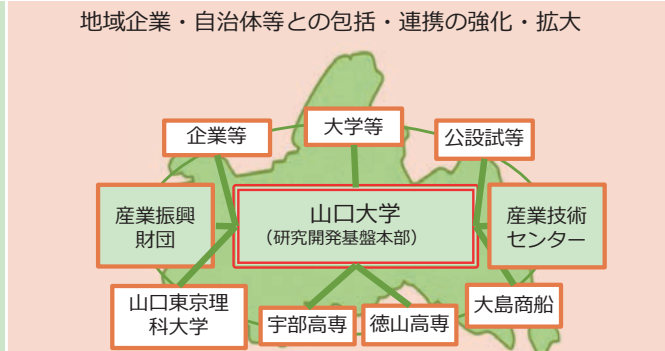 地域企業・自治体等との包括・連携の強化・拡大
企業等
大学等
公設試等
産業振興
財団
山口大学
（研究開発基盤本部）
産業技術
センター
山口東京理
科大学
宇部高専
徳山高専
大島商船